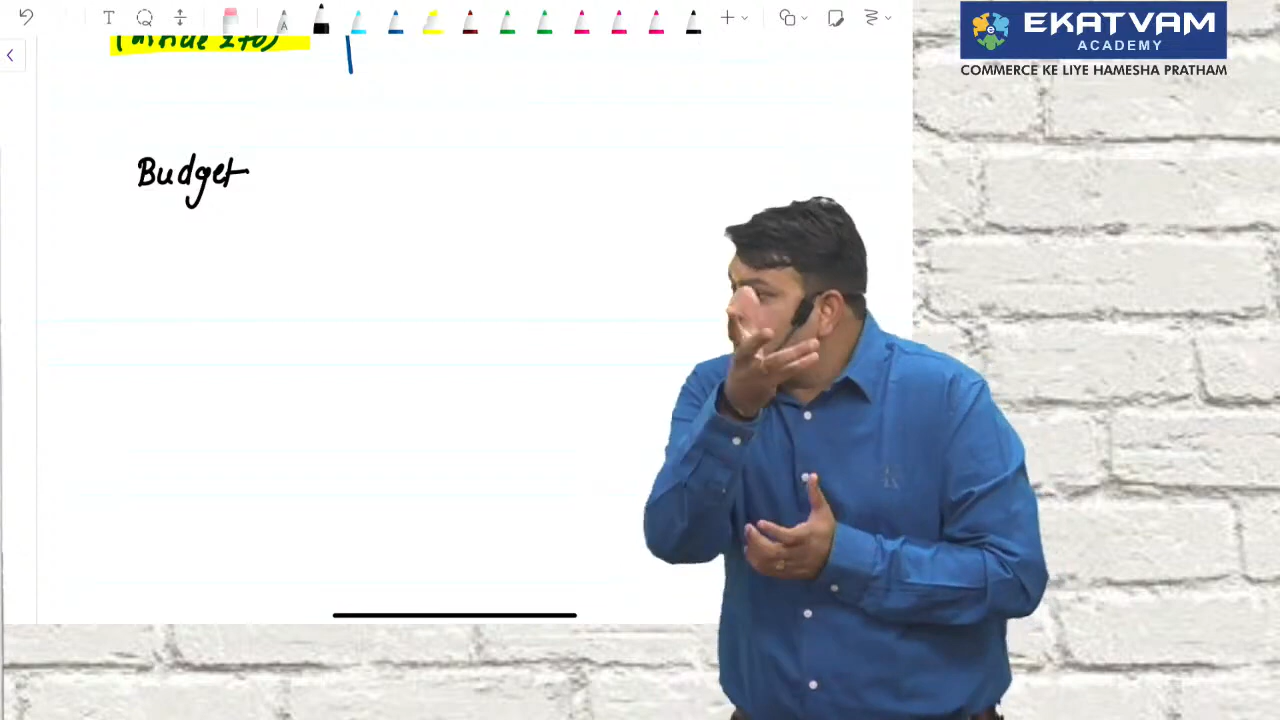 EKATVAM
ACADEMY
COMMERCE KE LIYE HAMESHA PRATHAM
T
A
Budget